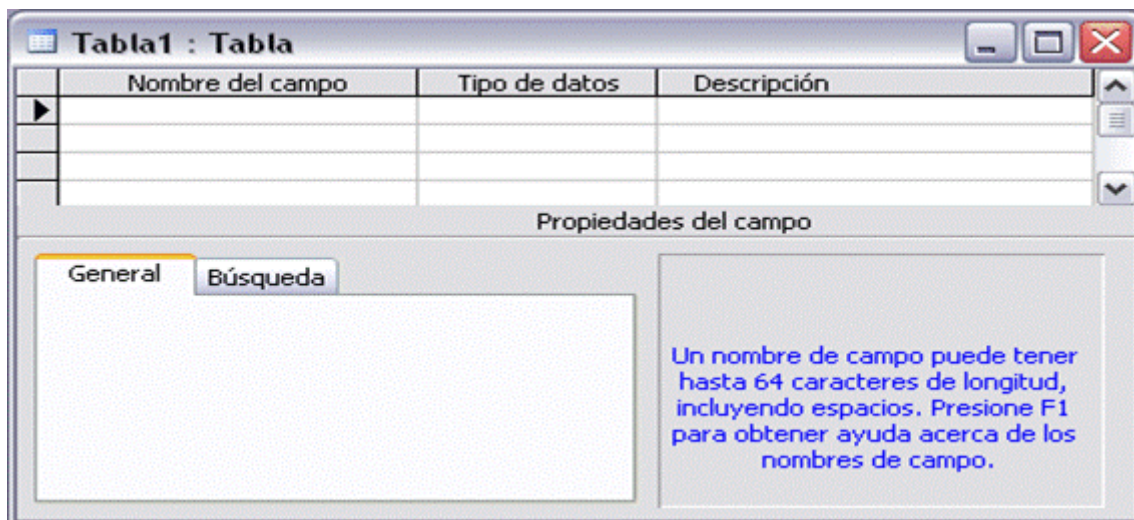 Tabla1 : Tabla
Nombre del campo Tipo de datos Descripción
Propiedades del campo
General Búsqueda
Un nombre de campo puede tener
hasta 64 caracteres de longitud,
incluyendo espacios. Presione F1
para obtener ayuda acerca de los
nombres de campo.